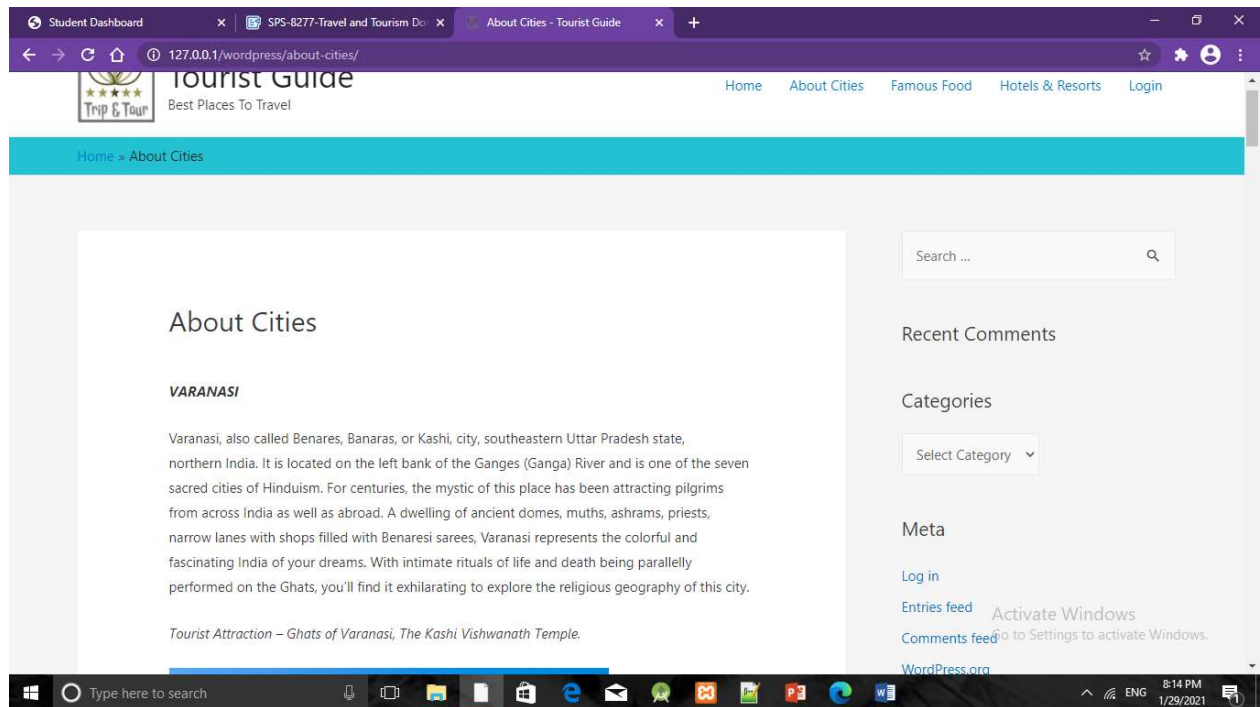 Student Dashboard
SPS-8277-Travel and Tourism Do
About Cities - Tourist Guide
127.0.0.1/wordpress/about-cities/
Trip & Tour
Tourist Guide
Best Places To Travel
Home About Cities Famous Food Hotels & Resorts Login
Home » About Cities
About Cities
VARANASI
Varanasi, also called Benares, Banaras, or Kashi, city, southeastern Uttar Pradesh state,
northern India. It is located on the left bank of the Ganges (Ganga) River and is one of the seven
sacred cities of Hinduism. For centuries, the mystic of this place has been attracting pilgrims
from across India as well as abroad. A dwelling of ancient domes, muths, ashrams, priests,
narrow lanes with shops filled with Benaresi sarees, Varanasi represents the colorful and
fascinating India of your dreams. With intimate rituals of life and death being parallelly
performed on the Ghats, you'll find it exhilarating to explore the religious geography of this city.
Tourist Attraction – Ghats of Varanasi, The Kashi Vishwanath Temple.
Search ...
Recent Comments
Categories
Select Category
Meta
Log in
Entries feed
Comments feed
WordPress.org
Activate Windows
Go to Settings to activate Windows.
Type here to search
ENG
8:14 PM
1/29/2021